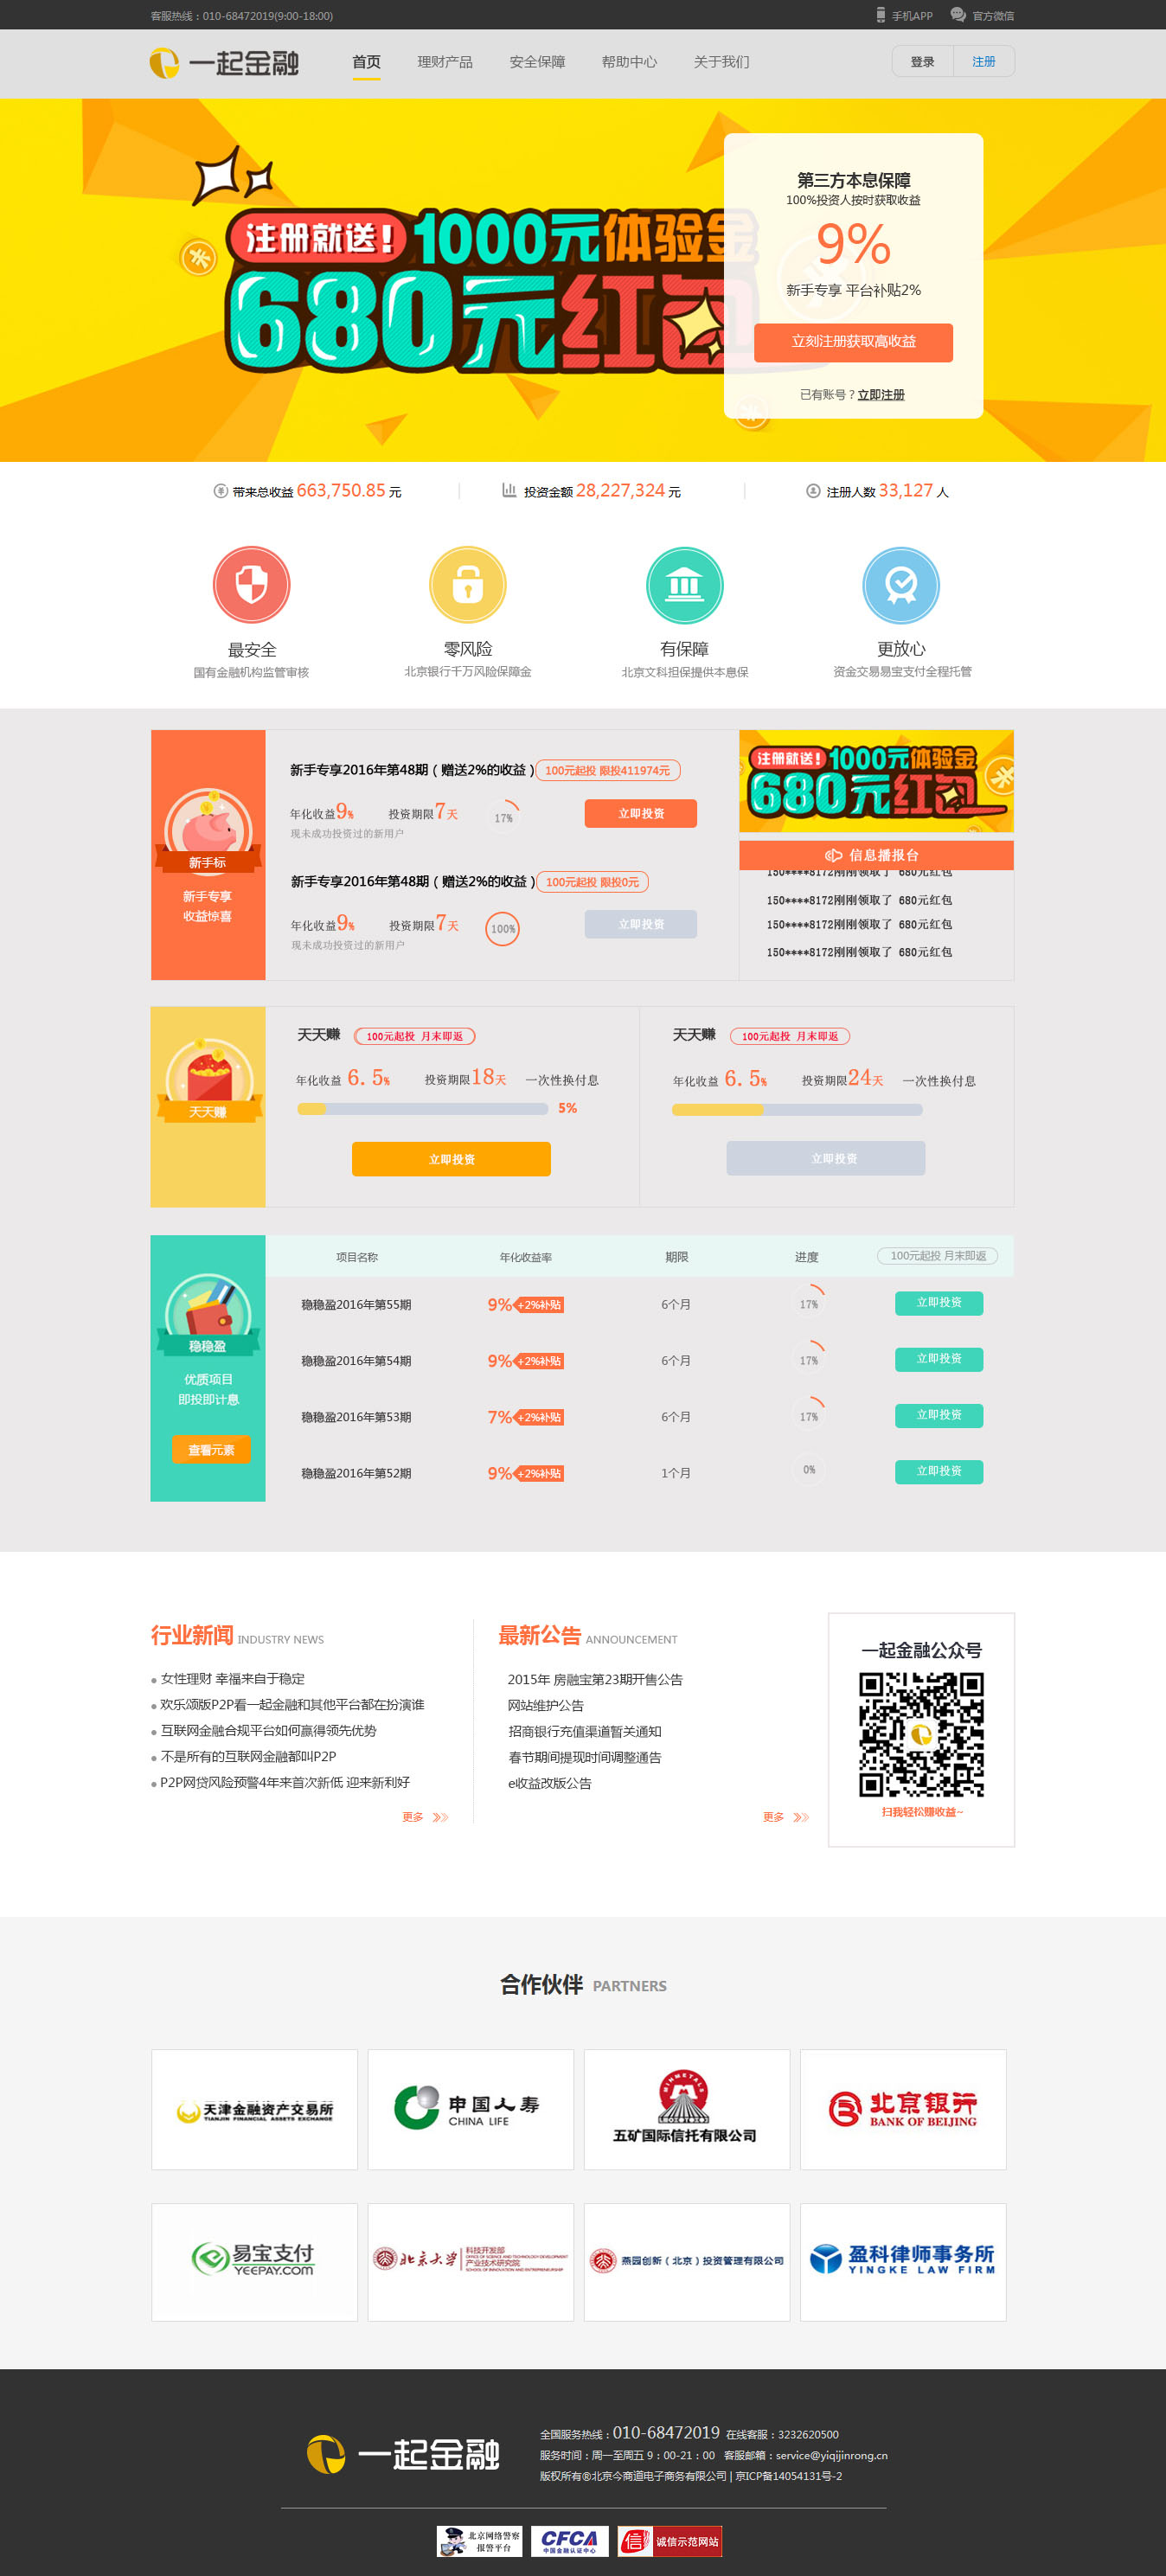 客服热线：010-68472019(9:00-18:00)
手机APP
官方微信
一起金融
首页
理财产品
安全保障
帮助中心
关于我们
登录
注册
注册就送！1000元体验金
680元红包
第三方本息保障
100%投资人按时获取收益
9%
新手专享 平台补贴2%
立刻注册获取高收益
已有账号？立即注册
带来总收益 663,750.85 元
投资金额 28,227,324 元
注册人数 33,127 人
最安全
国有金融机构监管审核
零风险
北京银行千万风险保障金
有保障
北京文科担保提供本息保
更放心
资金交易易宝支付全程托管
新手标
新手专享
收益惊喜
新手专享2016年第48期（赠送2%的收益）
100元起投 限投411974元
年化收益9%
投资期限7天
17%
立即投资
现未成功投资过的新用户
新手专享2016年第48期（赠送2%的收益）
100元起投 限投0元
年化收益9%
投资期限7天
100%
立即投资
现未成功投资过的新用户
注册就送！1000元体验金
680元红包
信息播报台
150****8172刚刚领取了 680元红包
150****8172刚刚领取了 680元红包
150****8172刚刚领取了 680元红包
150****8172刚刚领取了 680元红包
天天赚
天天赚
100元起投 月末即返
年化收益 6.5%
投资期限18天
一次性换付息
5%
立即投资
天天赚
100元起投 月末即返
年化收益 6.5%
投资期限24天
一次性换付息
立即投资
稳稳盈
优质项目
即投即计息
查看元素
项目名称
年化收益率
期限
进度
100元起投 月末即返
稳稳盈2016年第55期
9%
+2%补贴
6个月
17%
立即投资
稳稳盈2016年第54期
9%
+2%补贴
6个月
17%
立即投资
稳稳盈2016年第53期
7%
+2%补贴
6个月
17%
立即投资
稳稳盈2016年第52期
9%
+2%补贴
1个月
0%
立即投资
行业新闻 INDUSTRY NEWS
女性理财 幸福来自于稳定
欢乐颂版P2P看一起金融和其他平台都在扮演谁
互联网金融合规平台如何赢得领先优势
不是所有的互联网金融都叫P2P
P2P网贷风险预警4年来首次新低 迎来新利好
更多
最新公告 ANNOUNCEMENT
2015年 房融宝第23期开售公告
网站维护公告
招商银行充值渠道暂关通知
春节期间提现时间调整通告
e收益改版公告
更多
一起金融公众号
扫我轻松赚收益~
合作伙伴 PARTNERS
天津金融资产交易所
TIANJIN FINANCIAL ASSETS EXCHANGE
中国人寿
CHINA LIFE
MINMETALS
五矿国际信托有限公司
北京银行
BANK OF BEIJING
易宝支付
YEEPAY.COM
北京大学
科技开发部
OFFICE OF SCIENCE AND TECHNOLOGY DEVELOPMENT
产业技术研究院
SCHOOL OF INNOVATION AND ENTREPRENEURSHIP
燕园创新（北京）投资管理有限公司
盈科律师事务所
YINGKE LAW FIRM
一起金融
全国服务热线：010-68472019 在线客服：3232620500
服务时间：周一至周五 9：00-21：00 客服邮箱：service@yiqijinrong.cn
版权所有®北京今商道电子商务有限公司 | 京ICP备14054131号-2
北京网络警察
报警平台
CFCA
中国金融认证中心
信
诚信示范网站